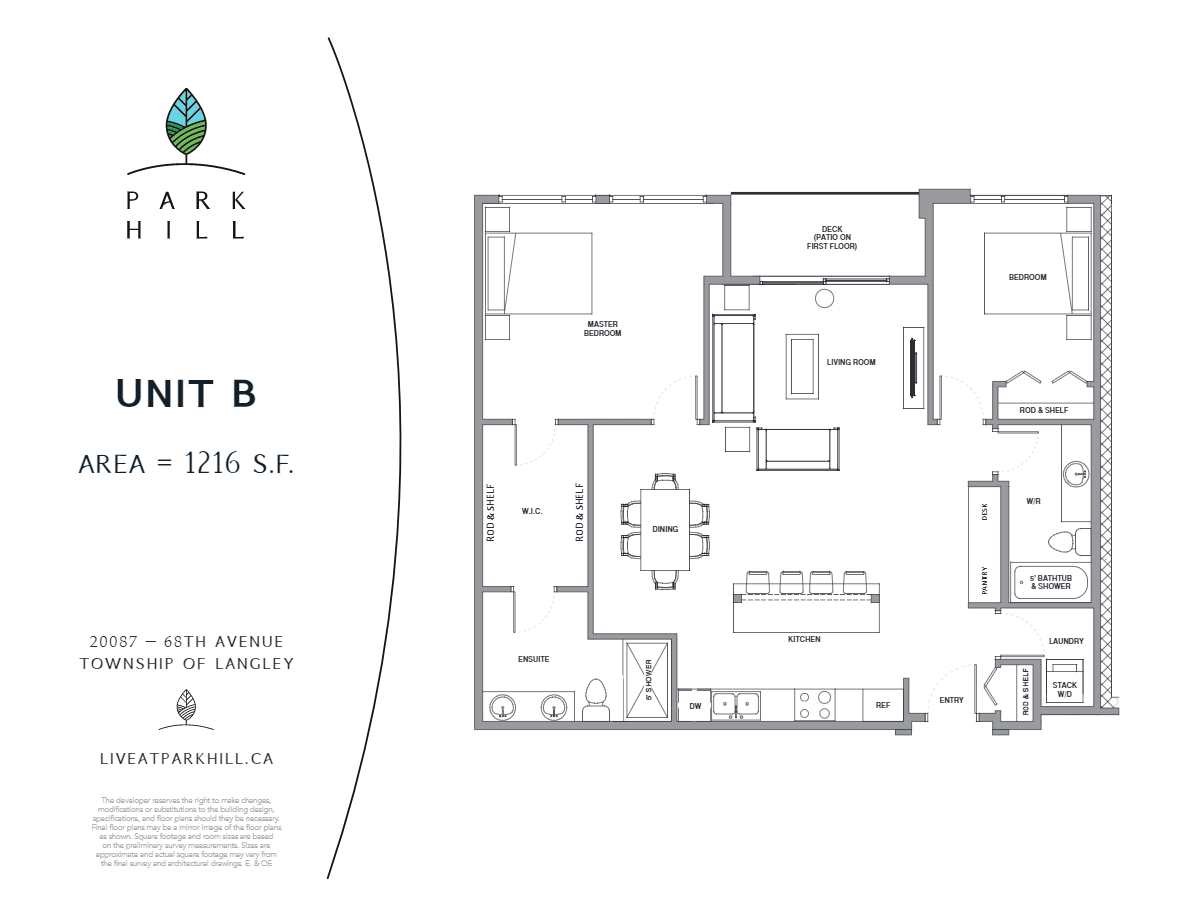 PARK
HILL
UNIT B
AREA = 1216 S.F.
20087 – 68TH AVENUE
TOWNSHIP OF LANGLEY
LIVEATPARKHILL.CA
The developer reserves the right to make changes,
modifications or substitutions to the building design,
specifications, and floor plans should they be necessary.
Final floor plans may be a mirror image of the floor plans
as shown. Square footage and room sizes are based
on the preliminary survey measurements. Sizes are
approximate and actual square footage may vary from
the final survey and architectural drawings. E. & OE
DECK
(PATIO ON
FIRST FLOOR)
BEDROOM
MASTER
BEDROOM
LIVING ROOM
ROD & SHELF
ROD & SHELF
W.I.C.
ROD & SHELF
DINING
DESK
W/R
PANTRY
5' BATHTUB
& SHOWER
KITCHEN
LAUNDRY
ENSUITE
5' SHOWER
STACK
W/D
ROD & SHELF
ENTRY
DW
REF